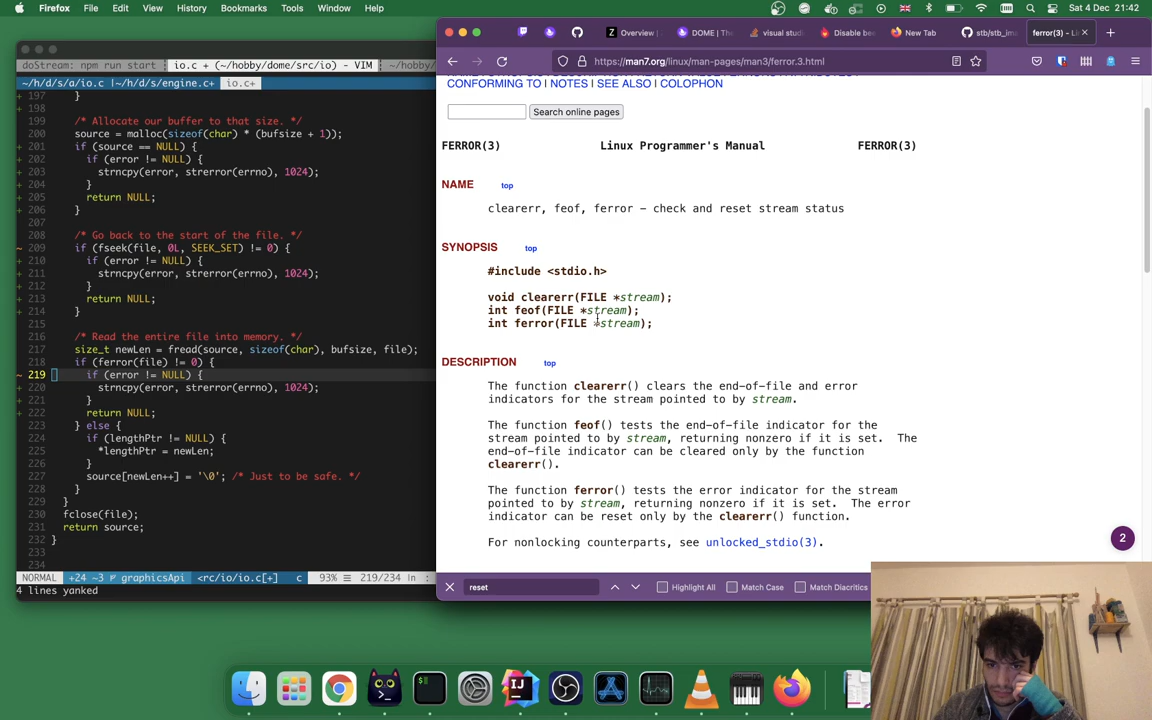 Firefox File Edit View History Bookmarks Tools Window Help
Sat 4 Dec 21:42
doStream: npm run start
io.c + (~/hobby/dome/src/io) - VIM
~/hobby
~/h/d/s/a/io.c |~/h/d/s/engine.c+ io.c+
197 }
+ 198
199 /* Allocate our buffer to that size. */
200 source = malloc(sizeof(char) * (bufsize + 1));
+ 201 if (source == NULL) {
+ 202 if (error != NULL) {
+ 203 strncpy(error, strerror(errno), 1024);
+ 204 }
+ 205 return NULL;
+ 206 }
207
208 /* Go back to the start of the file. */
~ 209 if (fseek(file, 0L, SEEK_SET) != 0) {
+ 210 if (error != NULL) {
+ 211 strncpy(error, strerror(errno), 1024);
+ 212 }
+ 213 return NULL;
+ 214 }
215
216 /* Read the entire file into memory. */
217 size_t newLen = fread(source, sizeof(char), bufsize, file);
218 if (ferror(file) != 0) {
~ 219 if (error != NULL) {
+ 220 strncpy(error, strerror(errno), 1024);
+ 221 }
+ 222 return NULL;
223 } else {
224 if (lengthPtr != NULL) {
225 *lengthPtr = newLen;
226 }
227 source[newLen++] = '\0'; /* Just to be safe. */
228 }
229 }
230 fclose(file);
231 return source;
232 }
233
234
NORMAL +24 ~3 graphicsApi <rc/io/io.c[+] c 93% 219/234 ln :
4 lines yanked
Overview
DOME | The
visual stud
Disable bee
New Tab
stb/stb_im
ferror(3) - Li
https://man7.org/linux/man-pages/man3/ferror.3.html
CONFORMING TO | NOTES | SEE ALSO | COLOPHON
Search online pages
FERROR(3) Linux Programmer's Manual FERROR(3)
NAME top
clearerr, feof, ferror - check and reset stream status
SYNOPSIS top
#include <stdio.h>
void clearerr(FILE *stream);
int feof(FILE *stream);
int ferror(FILE *stream);
DESCRIPTION top
The function clearerr() clears the end-of-file and error
indicators for the stream pointed to by stream.
The function feof() tests the end-of-file indicator for the
stream pointed to by stream, returning nonzero if it is set. The
end-of-file indicator can be cleared only by the function
clearerr().
The function ferror() tests the error indicator for the stream
pointed to by stream, returning nonzero if it is set. The error
indicator can be reset only by the clearerr() function.
For nonlocking counterparts, see unlocked_stdio(3).
2
reset Highlight All Match Case Match Diacritics